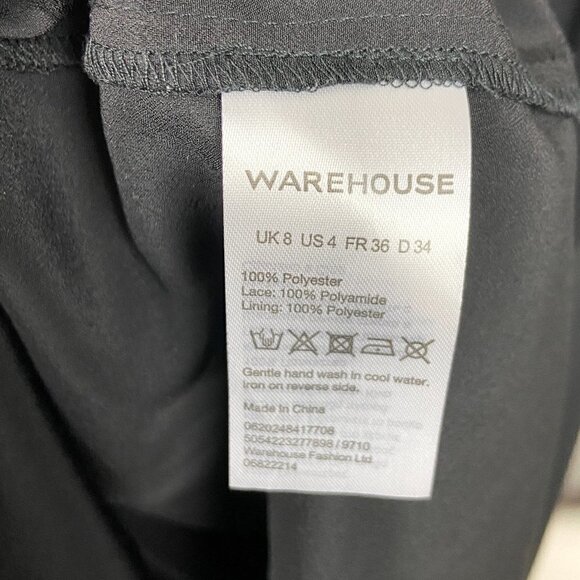 WAREHOUSE
UK 8 US 4 FR 36 D 34
100% Polyester
Lace: 100% Polyamide
Lining: 100% Polyester
Gentle hand wash in cool water.
Iron on reverse side.
Made in China
0620248417708
5054223277898 / 9710
Warehouse Fashion Ltd
05822214